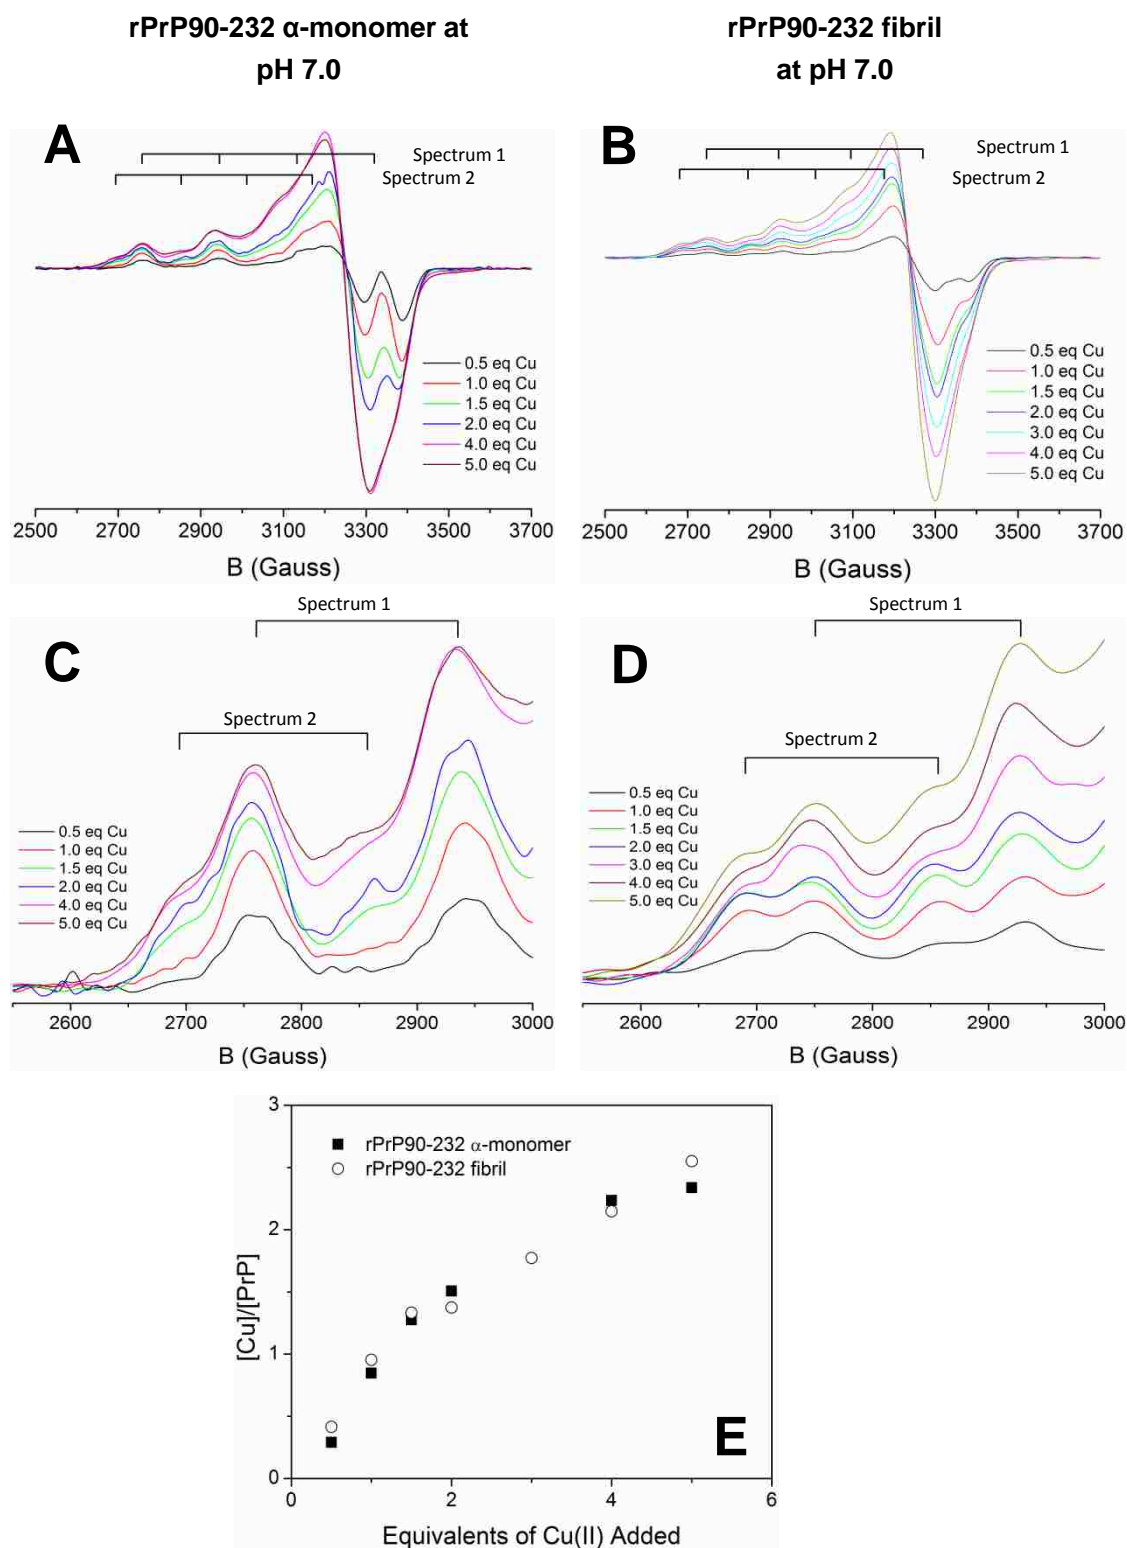 rPrP90-232 α-monomer at
pH 7.0
rPrP90-232 fibril
at pH 7.0
A
Spectrum 1
Spectrum 2
0.5 eq Cu
1.0 eq Cu
1.5 eq Cu
2.0 eq Cu
4.0 eq Cu
5.0 eq Cu
2500 2700 2900 3100 3300 3500 3700
B (Gauss)
B
Spectrum 1
Spectrum 2
0.5 eq Cu
1.0 eq Cu
1.5 eq Cu
2.0 eq Cu
3.0 eq Cu
4.0 eq Cu
5.0 eq Cu
2500 2700 2900 3100 3300 3500 3700
B (Gauss)
C
Spectrum 1
Spectrum 2
0.5 eq Cu
1.0 eq Cu
1.5 eq Cu
2.0 eq Cu
4.0 eq Cu
5.0 eq Cu
2600 2700 2800 2900 3000
B (Gauss)
D
Spectrum 1
Spectrum 2
0.5 eq Cu
1.0 eq Cu
1.5 eq Cu
2.0 eq Cu
3.0 eq Cu
4.0 eq Cu
5.0 eq Cu
2600 2700 2800 2900 3000
B (Gauss)
3
2
1
0
[Cu]/[PrP]
rPrP90-232 α-monomer
rPrP90-232 fibril
E
0 2 4 6
Equivalents of Cu(II) Added